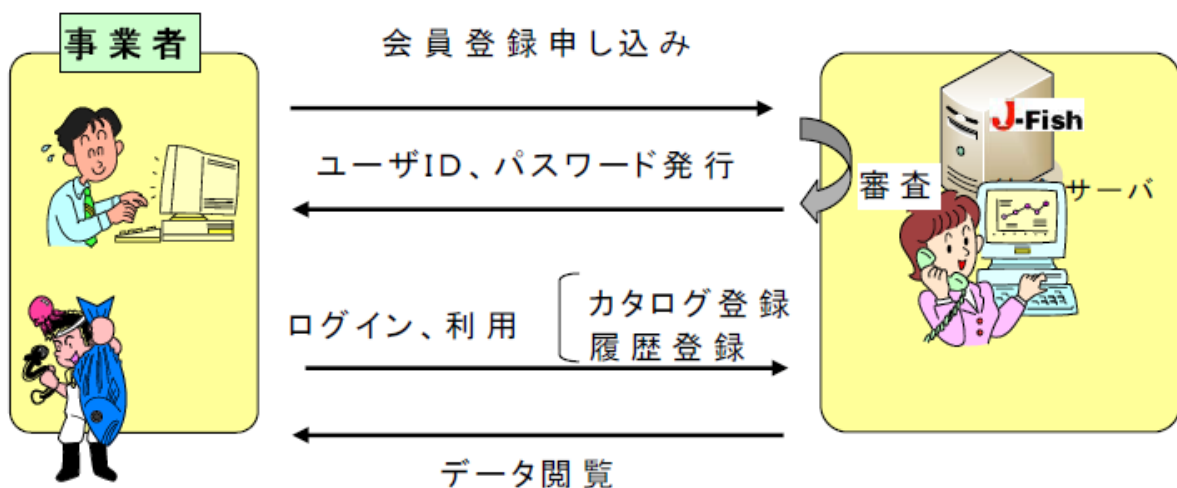 事業者
会員登録申し込み
J-Fish
ユーザID、パスワード発行
審査
サーバ
ログイン、利用
カタログ登録
履歴登録
データ閲覧